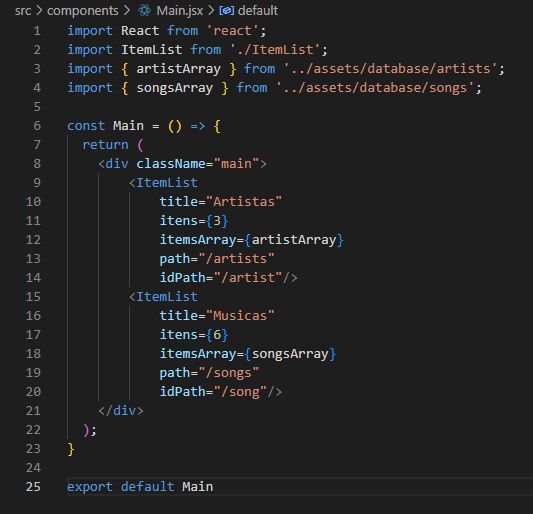 src > components > Main.jsx > default
1 import React from 'react';
2 import ItemList from './ItemList';
3 import { artistArray } from '../assets/database/artists';
4 import { songsArray } from '../assets/database/songs';
5
6 const Main = () => {
7   return (
8     <div className="main">
9         <ItemList
10             title="Artistas"
11             itens={3}
12             itemsArray={artistArray}
13             path="/artists"
14             idPath="/artist"/>
15         <ItemList
16             title="Musicas"
17             itens={6}
18             itemsArray={songsArray}
19             path="/songs"
20             idPath="/song"/>
21     </div>
22   );
23 }
24
25 export default Main